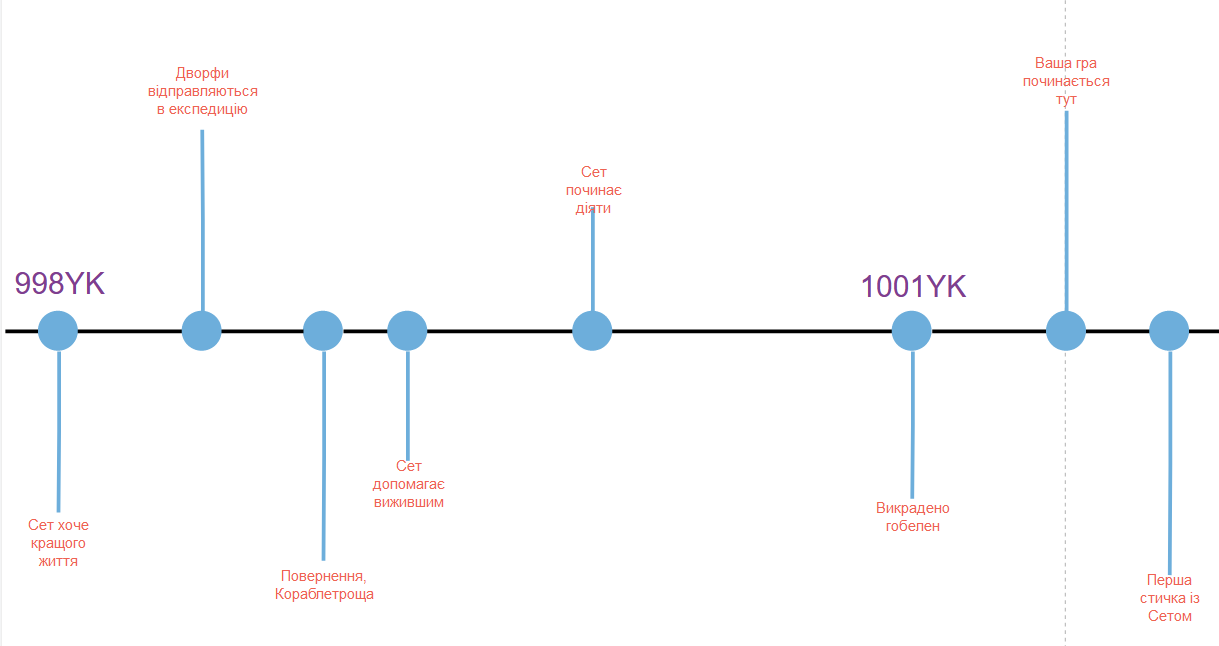 Ваша гра
починається
тут
Дворфи
відправляються
в експедицію
Сет
починає
діяти
998YK
1001YK
Сет
допомагає
вижившим
Викрадено
гобелен
Сет хоче
кращого
життя
Повернення,
Кораблетроща
Перша
стичка із
Сетом